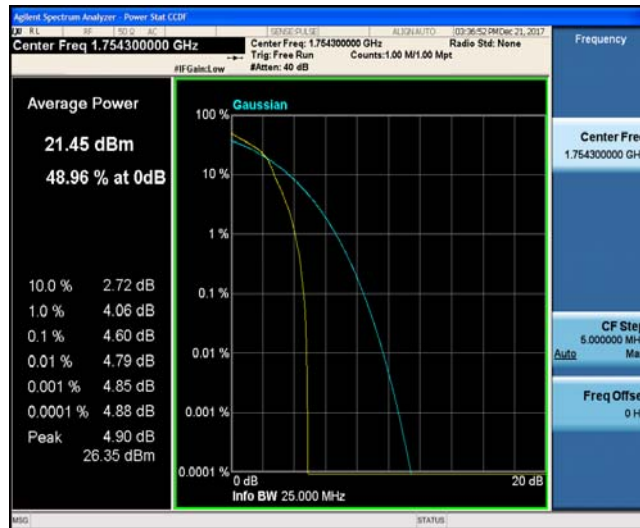 Agilent Spectrum Analyzer - Power Stat CCDF
RL RF 50 Ω AC SENSE:PULSE ALIGN AUTO 03:36:52 PM Dec 21, 2017
Center Freq 1.754300000 GHz
Center Freq: 1.754300000 GHz Radio Std: None
Trig: Free Run Counts:1.00 M/1.00 Mpt
#IFGain:Low #Atten: 40 dB
Frequency
Average Power
21.45 dBm
48.96 % at 0dB
10.0 % 2.72 dB
1.0 % 4.06 dB
0.1 % 4.60 dB
0.01 % 4.79 dB
0.001 % 4.85 dB
0.0001 % 4.88 dB
Peak 4.90 dB
26.35 dBm
Gaussian
100 %
10 %
1 %
0.1 %
0.01 %
0.001 %
0.0001 %
0 dB 20 dB
Info BW 25.000 MHz
Center Fre
1.754300000 GH
CF Step
5.000000 MH
Auto Ma
Freq Offse
0 H
MSG STATUS